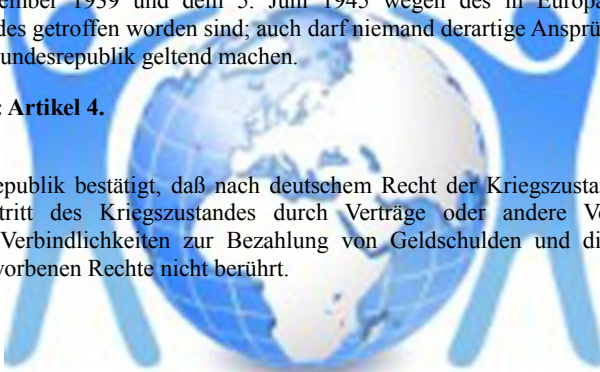 ember 1939 und dem 5. Juni 1945 wegen des in Europa
des getroffen worden sind; auch darf niemand derartige Ansprü
undesrepublik geltend machen.
: Artikel 4.
epublik bestätigt, daß nach deutschem Recht der Kriegszusta
tritt des Kriegszustandes durch Verträge oder andere Ve
Verbindlichkeiten zur Bezahlung von Geldschulden und di
worbenen Rechte nicht berührt.